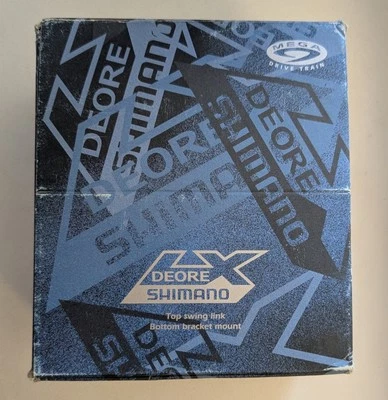 MEGA
9
DRIVE TRAIN
DEORE
SHIMANO
DEORE
SHIMANO
DEORE
SHIMANO
DEORE LX
SHIMANO
Top swing link
Bottom bracket mount
DEORE
SHIMANO